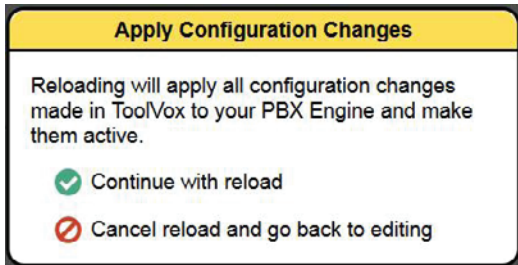 Apply Configuration Changes
Reloading will apply all configuration changes
made in ToolVox to your PBX Engine and make
them active.
Continue with reload
Cancel reload and go back to editing